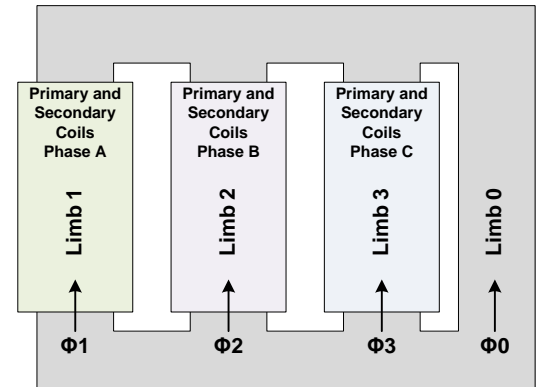 Primary and
Secondary
Coils
Phase A
Limb 1
Φ1
Primary and
Secondary
Coils
Phase B
Limb 2
Φ2
Primary and
Secondary
Coils
Phase C
Limb 3
Φ3
Limb 0
Φ0